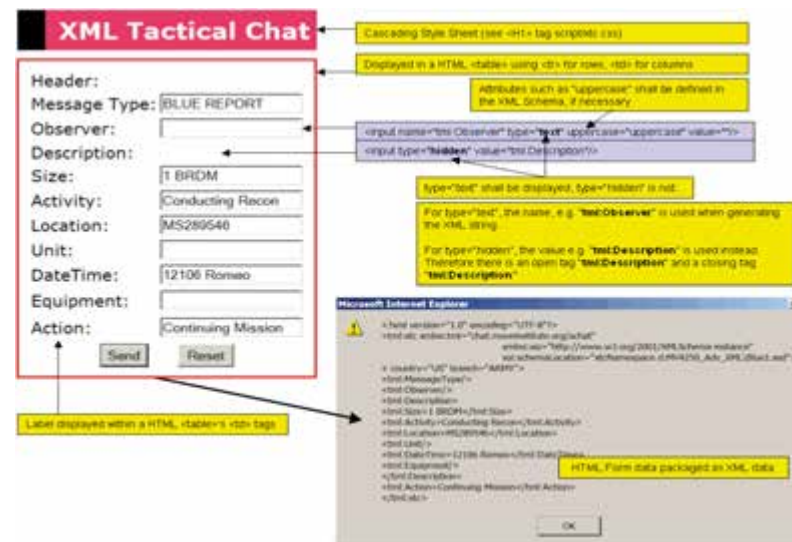 XML Tactical Chat
Cascading Style Sheet (see <H1> tag
Displayed in a HTML <table> using <tr> for rows, <td> for columns
Attributes such as "uppercase" shall be defined in
the XML Schema, if necessary
Header:
Message Type: BLUE REPORT
Observer:
<input name="tml:Observer" type="text" uppercase="uppercase" value=""/>
Description:
<input type="hidden" value="tml:Description"/>
Size: 1 BRDM
Activity: Conducting Recon
Location: MS289546
Unit:
DateTime: 12106 Romeo
Equipment:
Action: Continuing Mission
Send Reset
type="text" shall be displayed, type="hidden" is not.
For type="text", the name, e.g. "tml:Observer" is used when generating
the XML string.
For type="hidden", the value e.g. "tml:Description" is used instead.
Therefore there is an open tag "tml:Description" and a closing tag
"tml:Description"
Label displayed within a HTML <table>'s <td> tags
Microsoft Internet Explorer
<?xml version="1.0" encoding="UTF-8"?>
<tml:MessageType/>
<tml:Observer/>
<tml:Description>
<tml:Size>1 BRDM</tml:Size>
<tml:Activity>Conducting Recon</tml:Activity>
<tml:Location>MS289546</tml:Location>
<tml:Unit/>
<tml:DateTime>12106 Romeo</tml:DateTime>
<tml:Equipment/>
</tml:Description>
<tml:Action>Continuing Mission</tml:Action>
HTML Form data packaged as XML data
OK